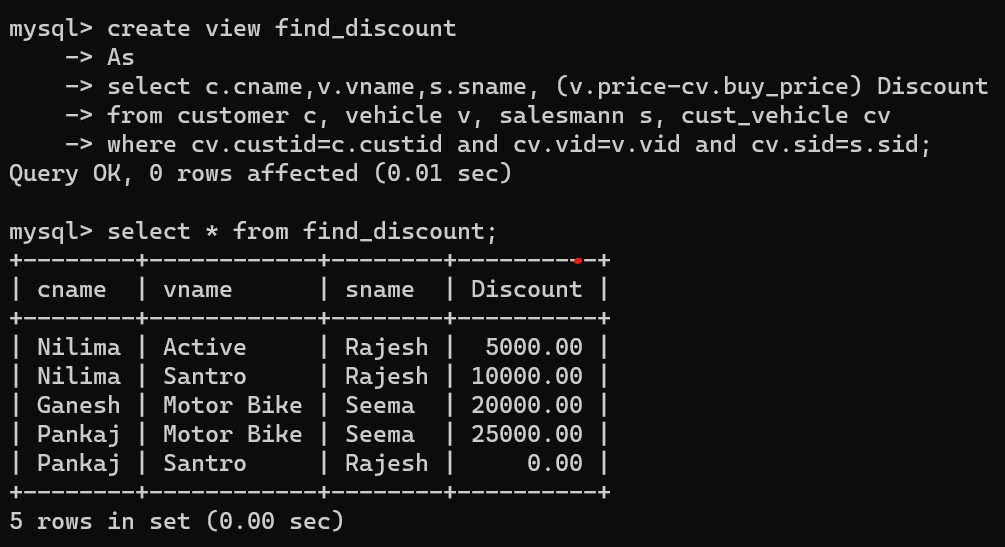 mysql> create view find_discount
    -> As
    -> select c.cname,v.vname,s.sname, (v.price-cv.buy_price) Discount
    -> from customer c, vehicle v, salesmann s, cust_vehicle cv
    -> where cv.custid=c.custid and cv.vid=v.vid and cv.sid=s.sid;
Query OK, 0 rows affected (0.01 sec)

mysql> select * from find_discount;
+--------+------------+--------+----------+
| cname  | vname      | sname  | Discount |
+--------+------------+--------+----------+
| Nilima | Active     | Rajesh |  5000.00 |
| Nilima | Santro     | Rajesh | 10000.00 |
| Ganesh | Motor Bike | Seema  | 20000.00 |
| Pankaj | Motor Bike | Seema  | 25000.00 |
| Pankaj | Santro     | Rajesh |     0.00 |
+--------+------------+--------+----------+
5 rows in set (0.00 sec)